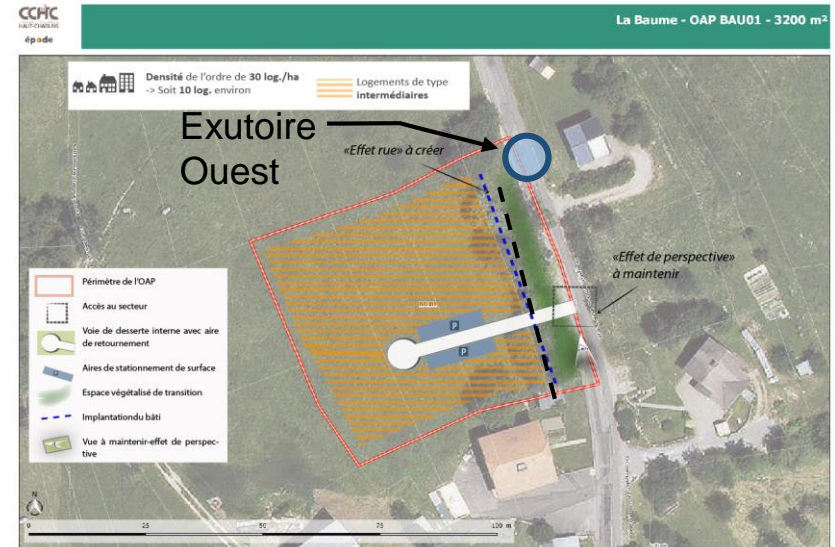 CCHC
HAUT-CHABLAIS
épode
La Baume - OAP BAU01 - 3200 m²
Densité de l'ordre de 30 log./ha
-> Soit 10 log. environ
Logements de type
intermédiaires
Exutoire
Ouest
«Effet rue» à créer
«Effet de perspective»
à maintenir
P
P
Périmètre de l'OAP
Accès au secteur
Voie de desserte interne avec aire
de retournement
Aires de stationnement de surface
Espace végétalisé de transition
Implantationdu bâti
Vue à maintenir-effet de perspec-
tive
N
0 25 50 75 100 m